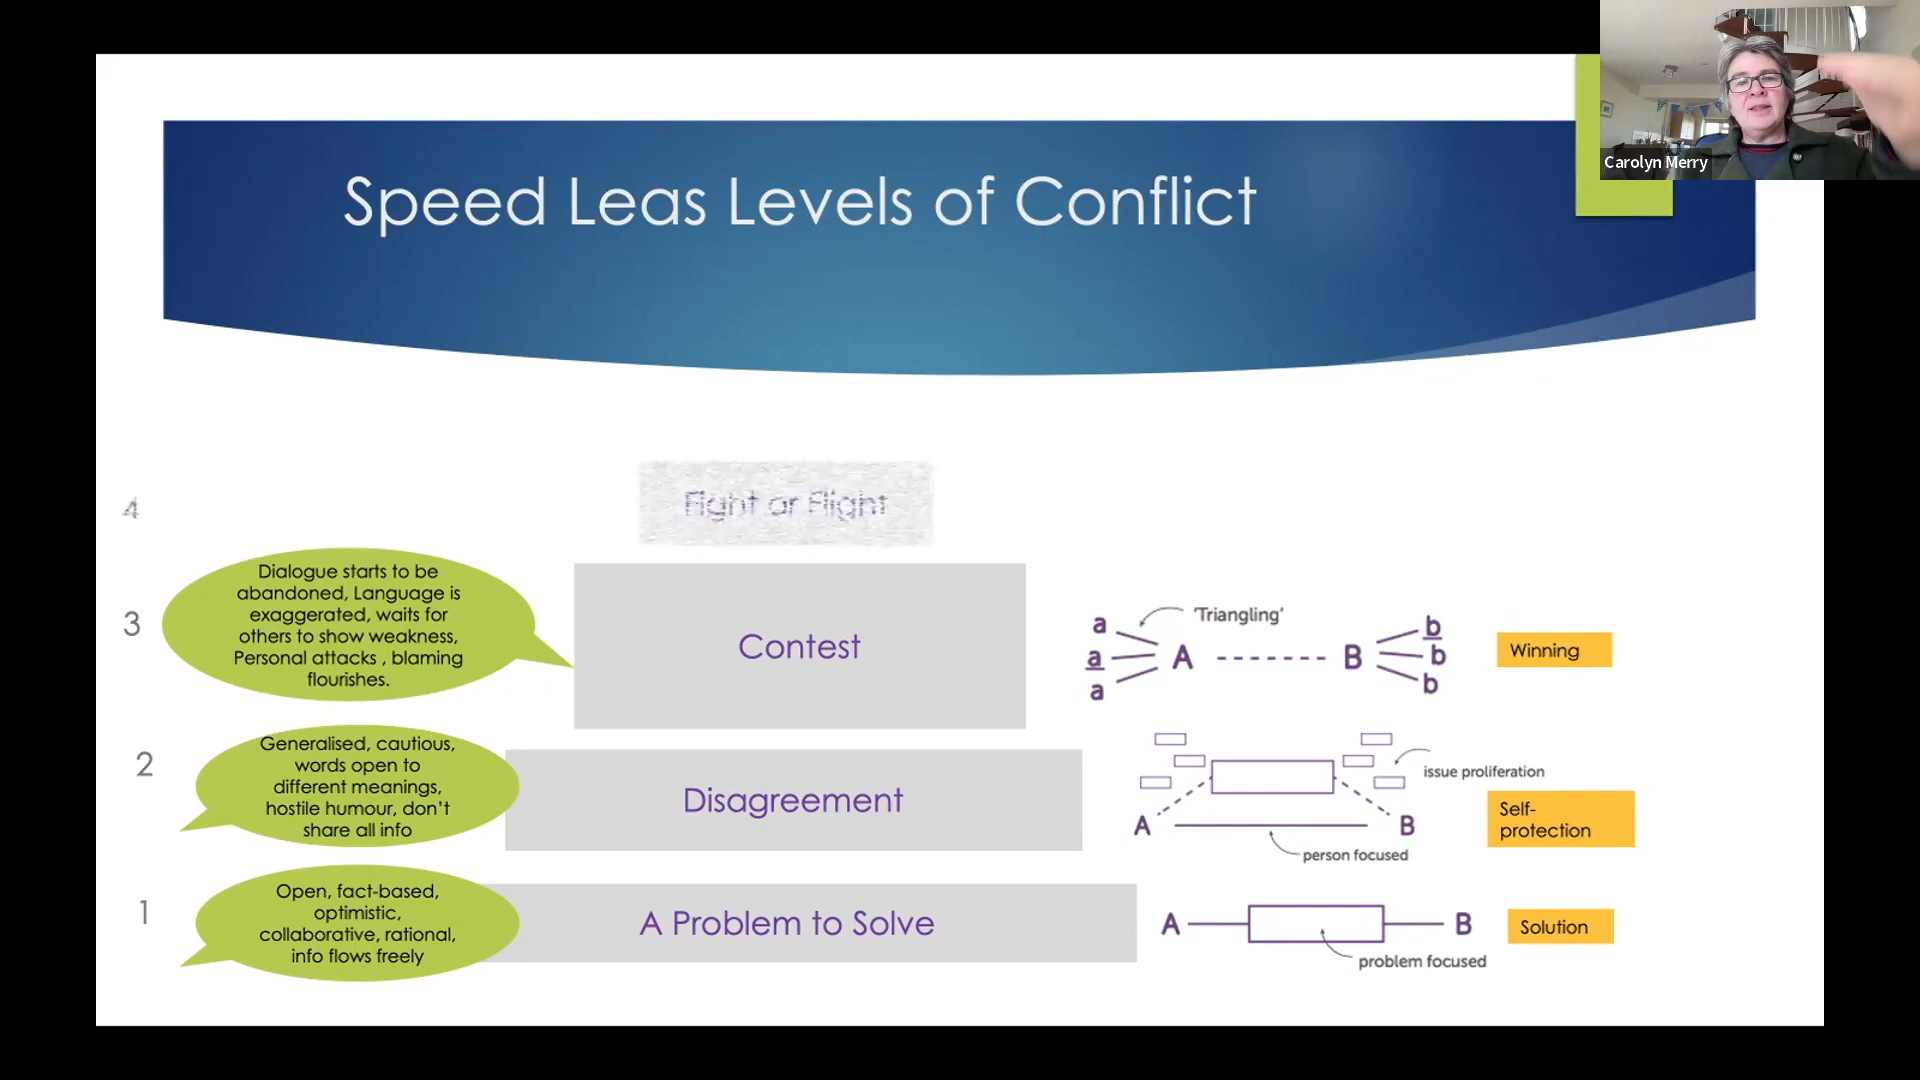 Carolyn Merry
Speed Leas Levels of Conflict
4
Fight or Flight
3
Dialogue starts to be
abandoned, Language is
exaggerated, waits for
others to show weakness,
Personal attacks , blaming
flourishes.
Contest
'Triangling'
a
a
a
A
B
b
b
b
Winning
2
Generalised, cautious,
words open to
different meanings,
hostile humour, don't
share all info
Disagreement
issue proliferation
A
B
person focused
Self-
protection
1
Open, fact-based,
optimistic,
collaborative, rational,
info flows freely
A Problem to Solve
A
B
problem focused
Solution